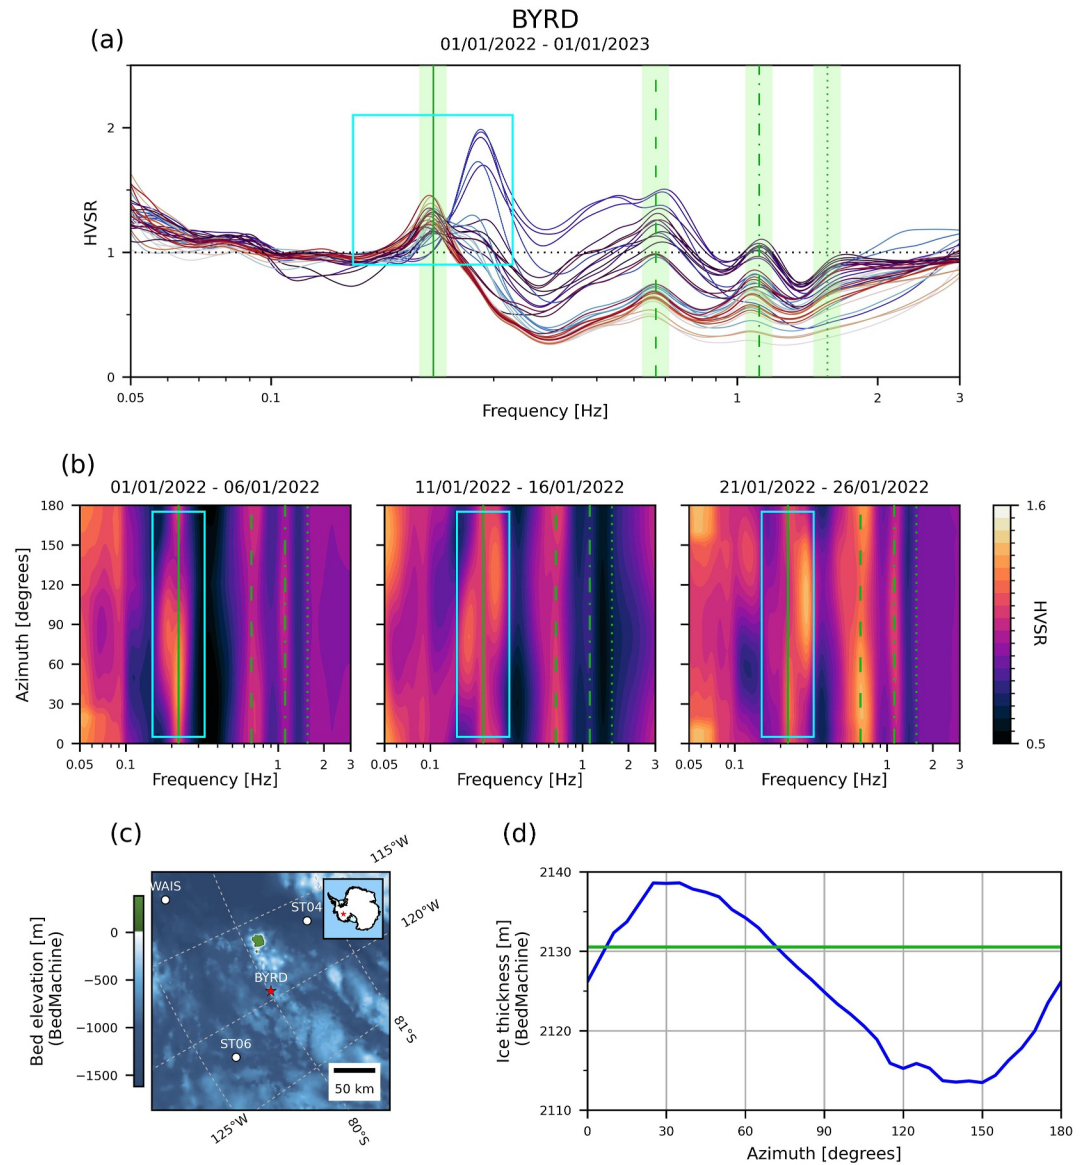 BYRD
(a)
01/01/2022 - 01/01/2023
HVSR
2
1
0
0.05
0.1
1
2
3
Frequency [Hz]
(b)
01/01/2022 - 06/01/2022
11/01/2022 - 16/01/2022
21/01/2022 - 26/01/2022
Azimuth [degrees]
180
150
120
90
60
30
0
0.05
0.1
1
2
3
0.05
0.1
1
2
3
0.05
0.1
1
2
3
Frequency [Hz]
Frequency [Hz]
Frequency [Hz]
1.6
HVSR
0.5
(c)
Bed elevation [m]
(BedMachine)
0
−500
−1000
−1500
WAIS
ST04
BYRD
ST06
50 km
115°W
120°W
81°S
80°S
125°W
(d)
Ice thickness [m]
(BedMachine)
2140
2130
2120
2110
0
30
60
90
120
150
180
Azimuth [degrees]